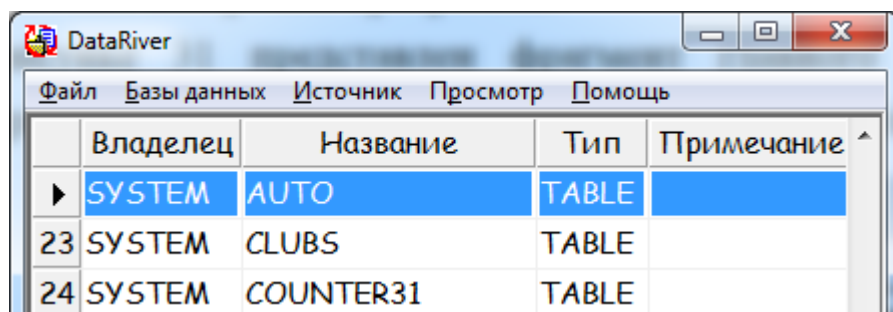 DataRiver
Файл Базы данных Источник Просмотр Помощь
Владелец Название Тип Примечание
SYSTEM AUTO TABLE
23 SYSTEM CLUBS TABLE
24 SYSTEM COUNTER31 TABLE